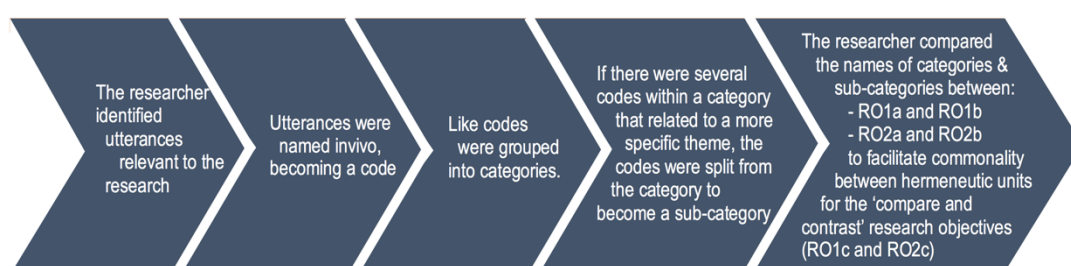 The researcher
identified
utterances
relevant to the
research
Utterances were
named invivo,
becoming a code
Like codes
were grouped
into categories.
If there were several
codes within a category
that related to a more
specific theme, the
codes were split from
the category to
become a sub-category
The researcher compared
the names of categories &
sub-categories between:
- RO1a and RO1b
- RO2a and RO2b
to facilitate commonality
between hermeneutic units
for the ‘compare and
contrast’ research objectives
(RO1c and RO2c)